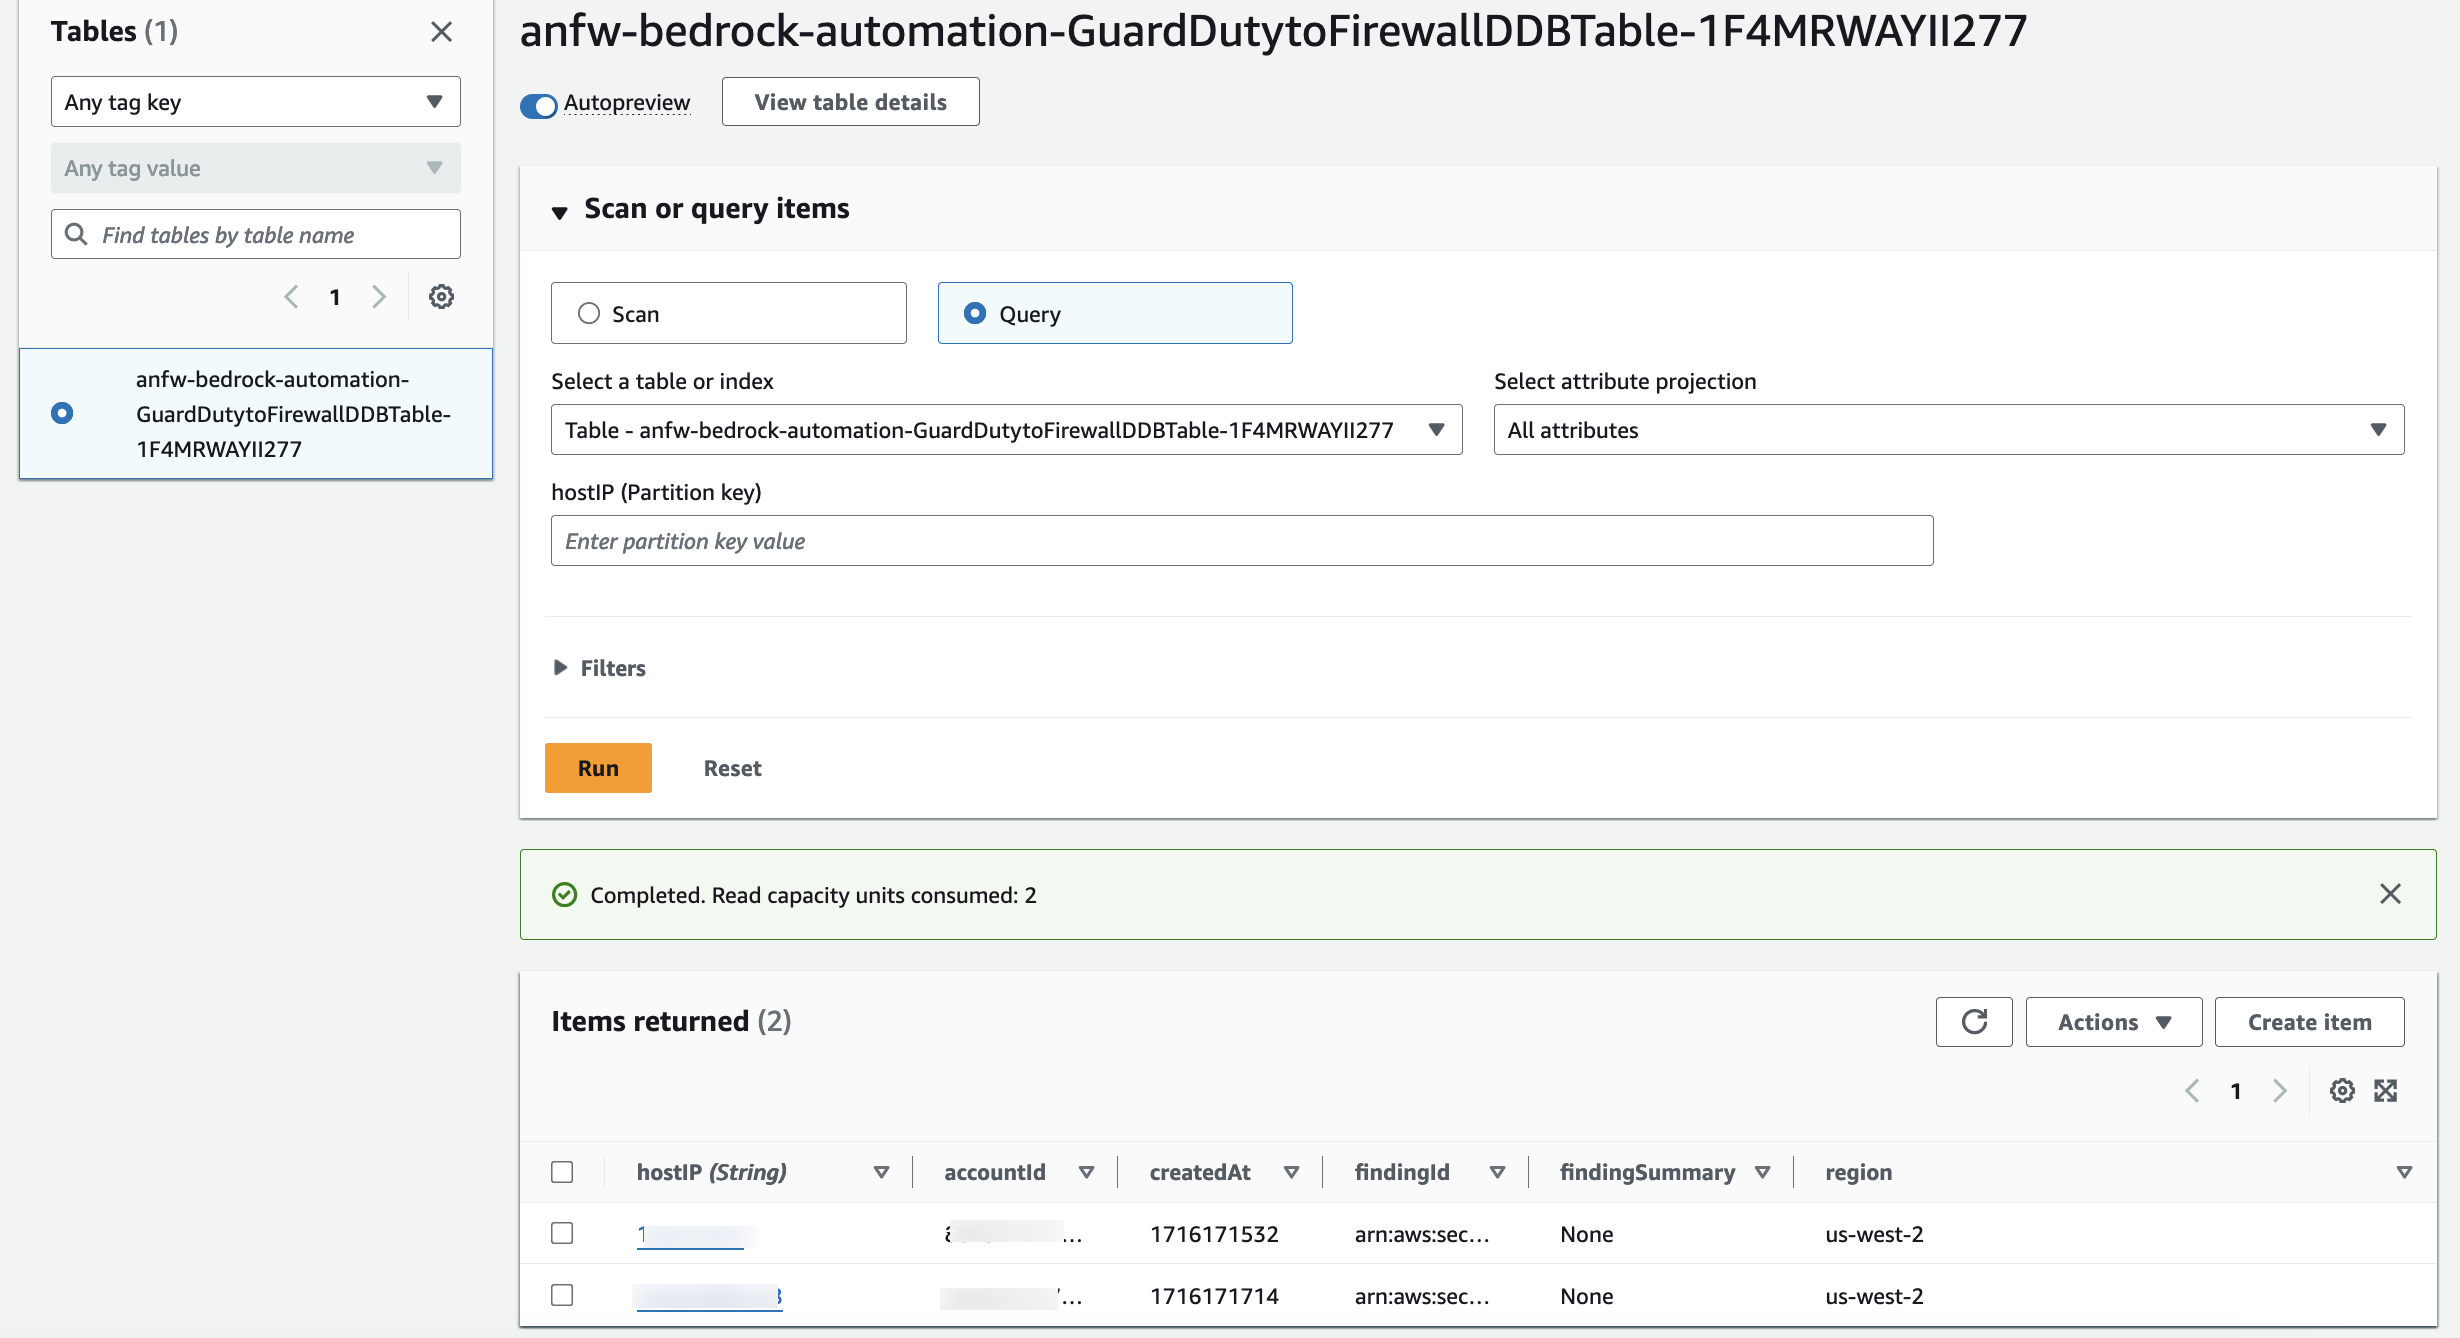 Tables (1)
Any tag key
Any tag value
Find tables by table name
1
anfw-bedrock-automation-
GuardDutytoFirewallDDBTable-
1F4MRWAYII277
anfw-bedrock-automation-GuardDutytoFirewallDDBTable-1F4MRWAYII277
Autopreview
View table details
Scan or query items
Scan
Query
Select a table or index
Select attribute projection
Table - anfw-bedrock-automation-GuardDutytoFirewallDDBTable-1F4MRWAYII277
All attributes
hostIP (Partition key)
Enter partition key value
Filters
Run
Reset
Completed. Read capacity units consumed: 2
Items returned (2)
Actions
Create item
1
hostIP (String) accountId createdAt findingId findingSummary region
1716171532 arn:aws:sec... None us-west-2
1716171714 arn:aws:sec... None us-west-2